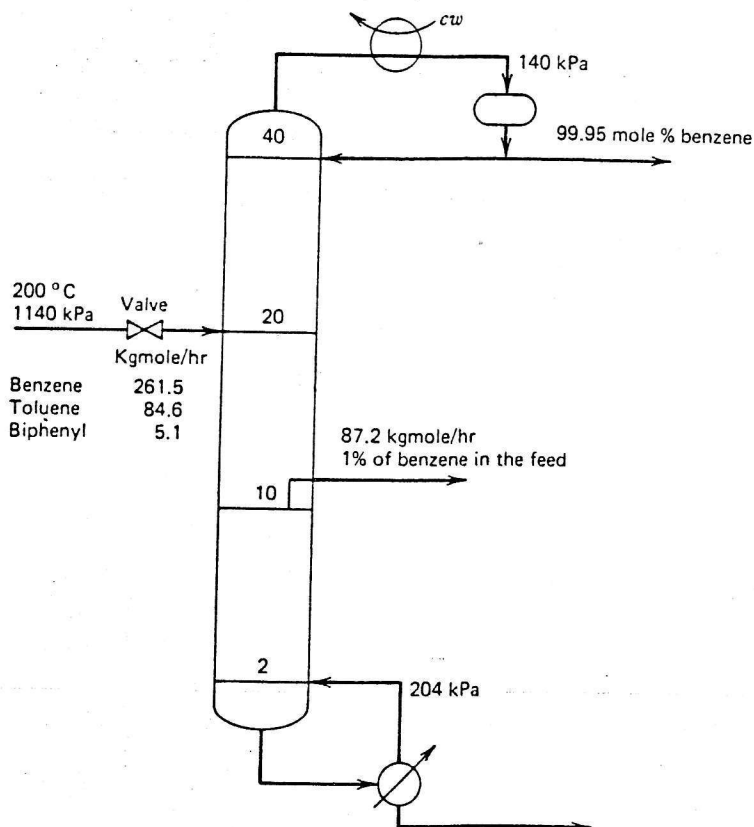 cw
140 kPa
40
99.95 mole % benzene
200 °C
1140 kPa
Valve
20
Kgmole/hr
Benzene 261.5
Toluene 84.6
Biphenyl 5.1
87.2 kgmole/hr
1% of benzene in the feed
10
2
204 kPa